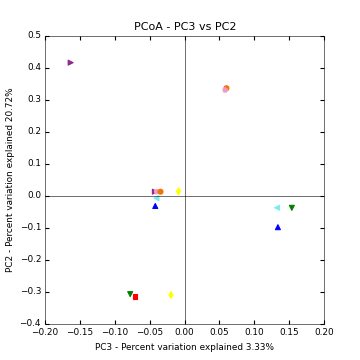 PCoA - PC3 vs PC2
0.5
0.4
0.3
0.2
0.1
0.0
−0.1
−0.2
−0.3
−0.4
−0.20 −0.15 −0.10 −0.05 0.00 0.05 0.10 0.15 0.20
PC2 - Percent variation explained 20.72%
PC3 - Percent variation explained 3.33%